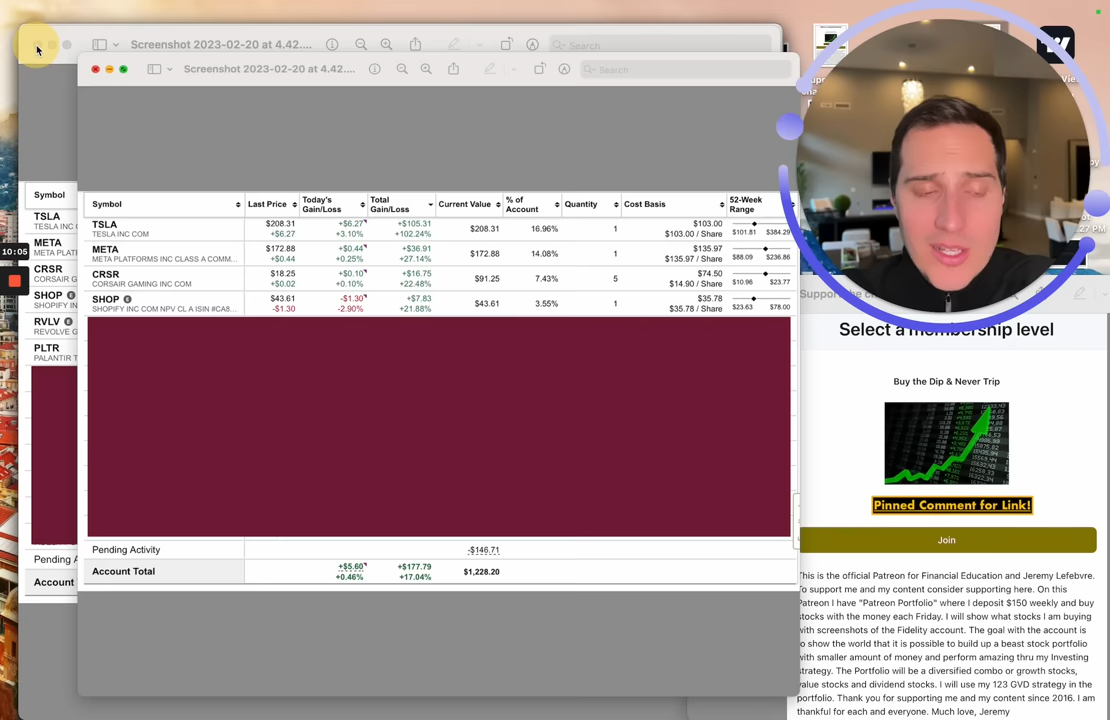 Screenshot 2023-02-20 at 4.42....
Search
Screenshot 2023-02-20 at 4.42....
Search
Symbol
TSLA
META
META PLATF
CRSR
CORSAIR GA
SHOP E
SHOPIFY IN
RVLV E
REVOLVE G
PLTR
PALANTIR T
Pending A
Account
10:05
Symbol Last Price Today's Gain/Loss Total Gain/Loss Current Value % of Account Quantity Cost Basis 52-Week Range
TSLA $208.31 +$6.27 +$105.31 $208.31 16.96% 1 $103.00
TESLA INC COM +$6.27 +3.10% +102.24% $103.00 / Share $101.81 $384.29
META $172.88 +$0.44 +$36.91 $172.88 14.08% 1 $135.97
META PLATFORMS INC CLASS A COMM... +$0.44 +0.25% +27.14% $135.97 / Share $88.09 $236.86
CRSR $18.25 +$0.10 +$16.75 $91.25 7.43% 5 $74.50
CORSAIR GAMING INC COM +$0.02 +0.10% +22.48% $14.90 / Share $10.96 $23.77
SHOP E $43.61 -$1.30 +$7.83 $43.61 3.55% 1 $35.78
SHOPIFY INC COM NPV CL A ISIN #CA8... -$1.30 -2.90% +21.88% $35.78 / Share $23.63 $78.00
Pending Activity -$146.71
Account Total +$5.60 +$177.79 $1,228.20
+0.46% +17.04%
Support the c
Select a membership level
Buy the Dip & Never Trip
Pinned Comment for Link!
Join
This is the official Patreon for Financial Education and Jeremy Lefebvre.
To support me and my content consider supporting here. On this
Patreon I have "Patreon Portfolio" where I deposit $150 weekly and buy
stocks with the money each Friday. I will show what stocks I am buying
with screenshots of the Fidelity account. The goal with the account is
to show the world that it is possible to build up a beast stock portfolio
with smaller amount of money and perform amazing thru my Investing
strategy. The Portfolio will be a diversified combo or growth stocks,
value stocks and dividend stocks. I will use my 123 GVD strategy in the
portfolio. Thank you for supporting me and my content since 2016. I am
thankful for each and everyone. Much love, Jeremy